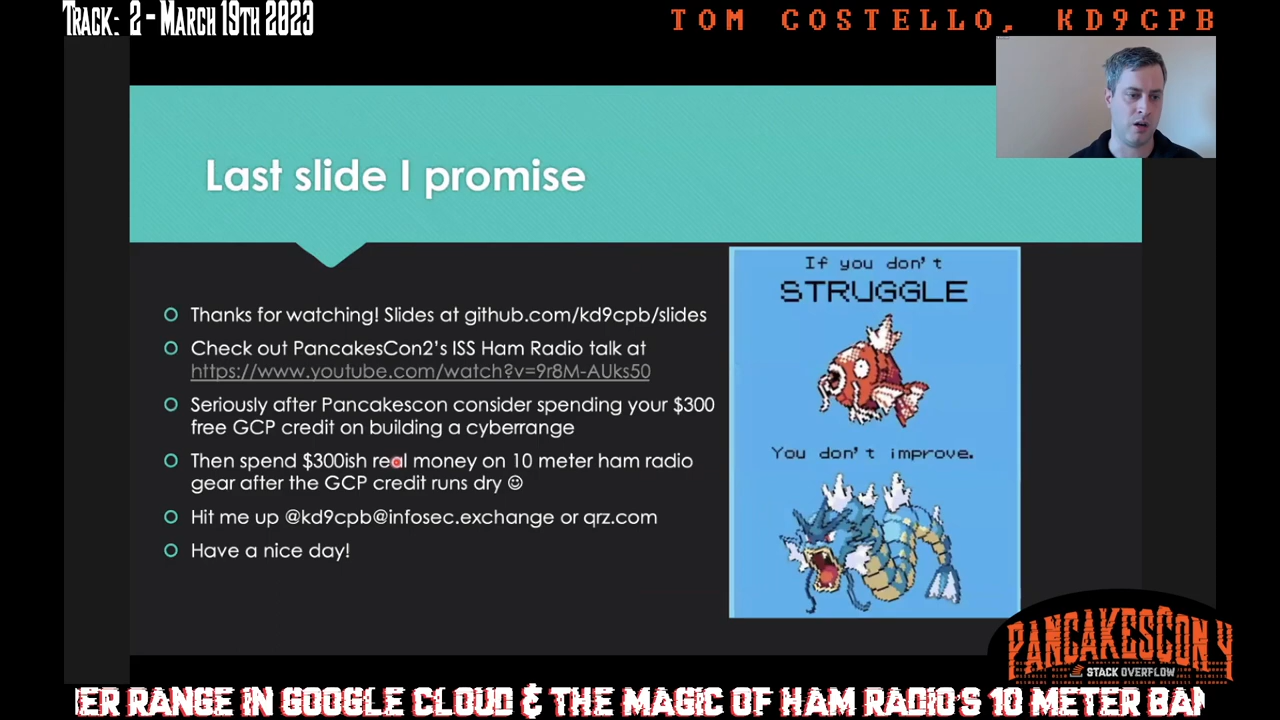 Track: 2 - March 19th 2023
TOM COSTELLO, KD9CPB
Last slide I promise
Thanks for watching! Slides at github.com/kd9cpb/slides
Check out PancakesCon2's ISS Ham Radio talk at
https://www.youtube.com/watch?v=9r8M-AUks50
Seriously after Pancakescon consider spending your $300
free GCP credit on building a cyberrange
Then spend $300ish real money on 10 meter ham radio
gear after the GCP credit runs dry ☺
Hit me up @kd9cpb@infosec.exchange or qrz.com
Have a nice day!
If you don't
STRUGGLE
You don't improve.
PANCAKESCON 4
STACK OVERFLOW
ER RANGE IN GOOGLE CLOUD & THE MAGIC OF HAM RADIO'S 10 METER BAN